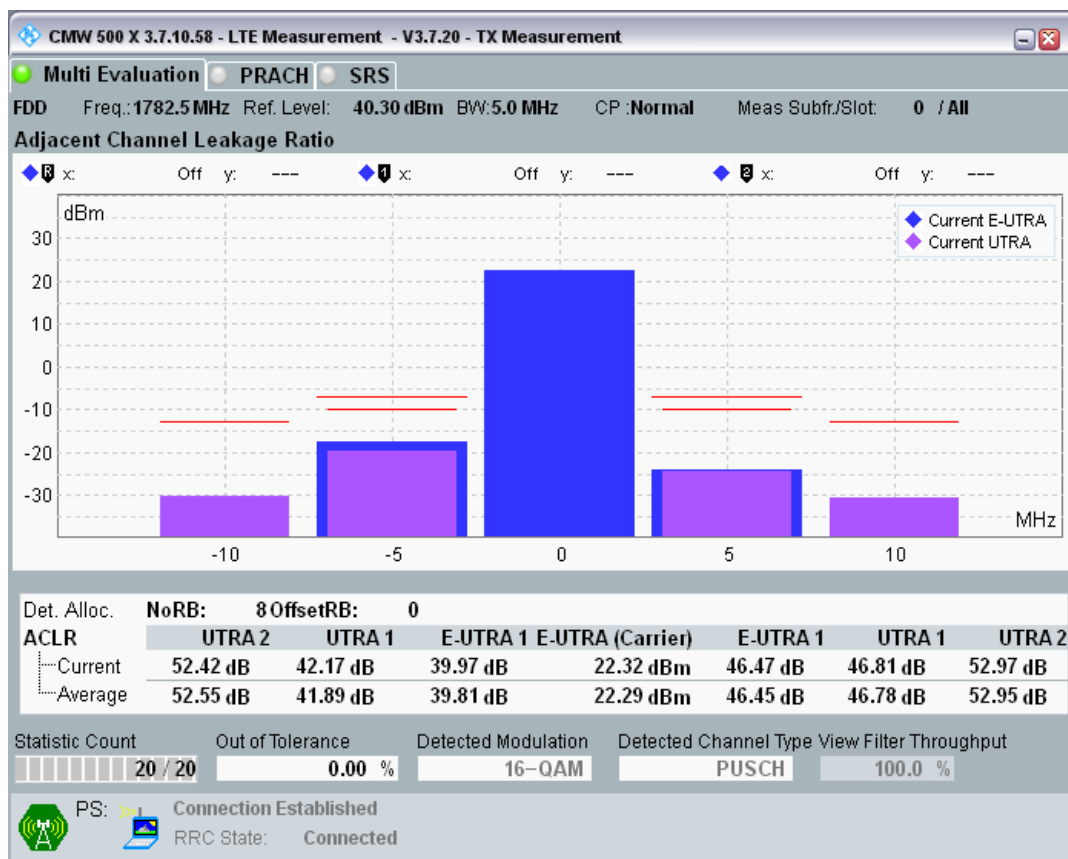 CMW 500 X 3.7.10.58 - LTE Measurement - V3.7.20 - TX Measurement
Multi Evaluation PRACH SRS
FDD Freq.: 1782.5 MHz Ref. Level: 40.30 dBm BW: 5.0 MHz CP : Normal Meas Subfr./Slot: 0 / All
Adjacent Channel Leakage Ratio
R x: Off y: --- 1 x: Off y: --- 2 x: Off y: ---
dBm
Current E-UTRA
Current UTRA
30
20
10
0
-10
-20
-30
MHz
-10 -5 0 5 10
Det. Alloc. NoRB: 8 OffsetRB: 0
ACLR UTRA 2 UTRA 1 E-UTRA 1 E-UTRA (Carrier) E-UTRA 1 UTRA 1 UTRA 2
Current 52.42 dB 42.17 dB 39.97 dB 22.32 dBm 46.47 dB 46.81 dB 52.97 dB
Average 52.55 dB 41.89 dB 39.81 dB 22.29 dBm 46.45 dB 46.78 dB 52.95 dB
Statistic Count Out of Tolerance Detected Modulation Detected Channel Type View Filter Throughput
20 / 20 0.00 % 16-QAM PUSCH 100.0 %
PS: Connection Established
RRC State: Connected